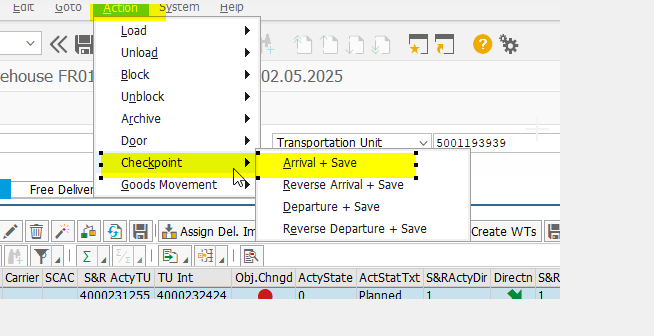 Edit Goto Action System Help
Load
Unload
rehouse FR01 02.05.2025
Block
Unblock
Archive
Door Transportation Unit 5001193939
Checkpoint Arrival + Save
Free Deliver Goods Movement Reverse Arrival + Save
Departure + Save
Assign Del. Im Reverse Departure + Save Create WTs
Carrier SCAC S&R ActyTU TU Int Obj.Chngd ActyState ActStatTxt S&RActyDir Directn S&R
4000231255 4000232424 0 Planned 1 1